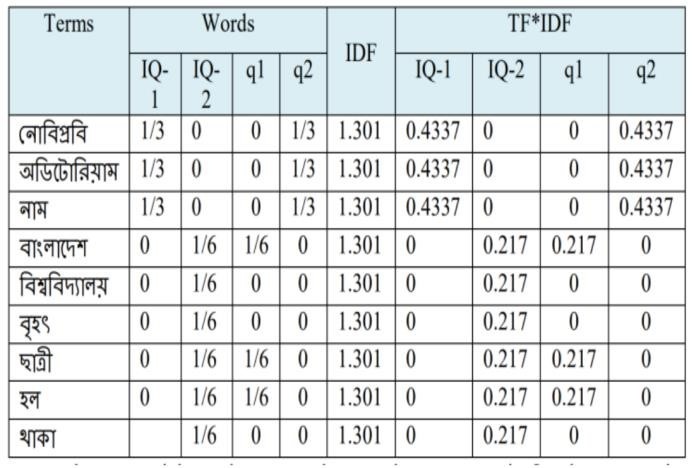 Terms Words IDF TF*IDF
IQ-1 IQ-2 q1 q2 IQ-1 IQ-2 q1 q2
নোবিপ্রবি 1/3 0 0 1/3 1.301 0.4337 0 0 0.4337
অডিটোরিয়াম 1/3 0 0 1/3 1.301 0.4337 0 0 0.4337
নাম 1/3 0 0 1/3 1.301 0.4337 0 0 0.4337
বাংলাদেশ 0 1/6 1/6 0 1.301 0 0.217 0.217 0
বিশ্ববিদ্যালয় 0 1/6 0 0 1.301 0 0.217 0 0
বৃহৎ 0 1/6 0 0 1.301 0 0.217 0 0
ছাত্রী 0 1/6 1/6 0 1.301 0 0.217 0.217 0
হল 0 1/6 1/6 0 1.301 0 0.217 0.217 0
থাকা 1/6 0 0 1.301 0 0.217 0 0